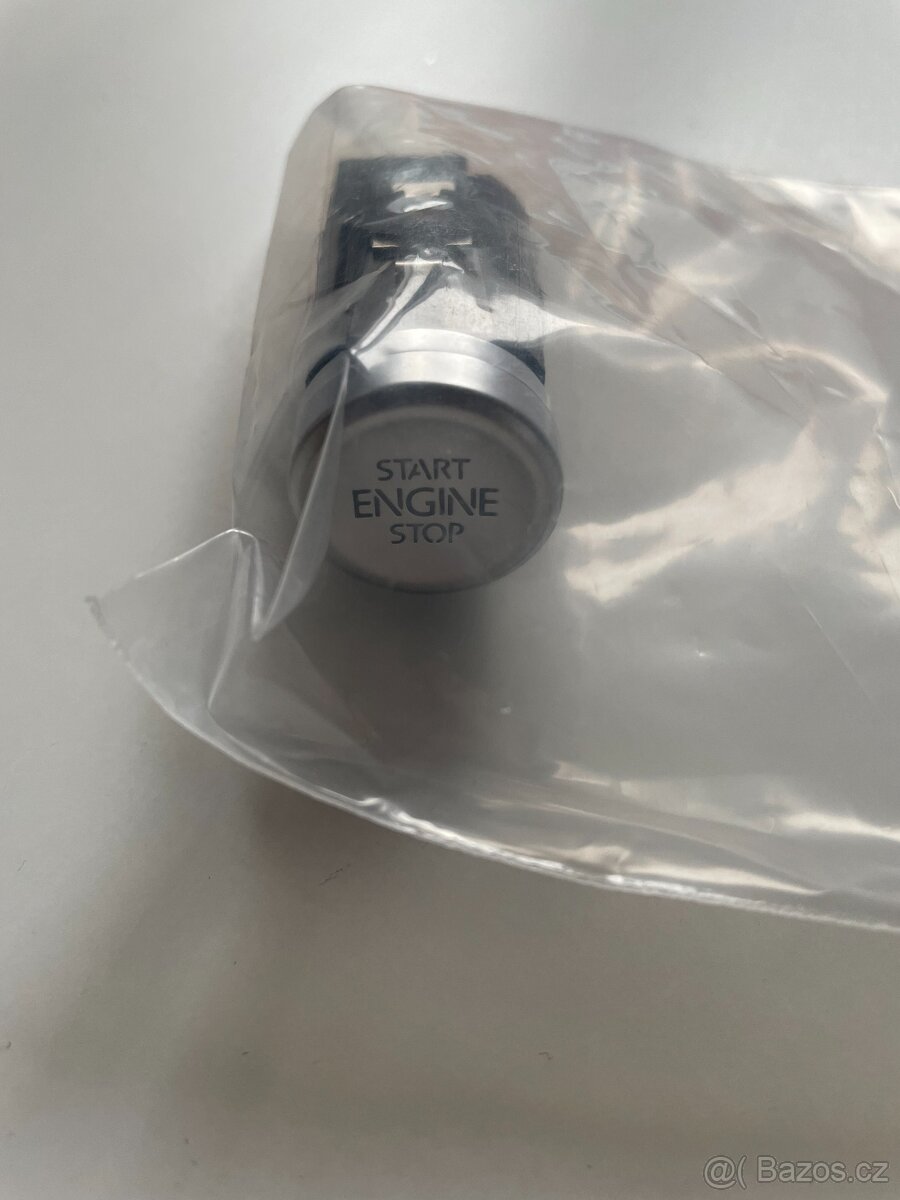 START
ENGINE
STOP
@( Bazos.cz